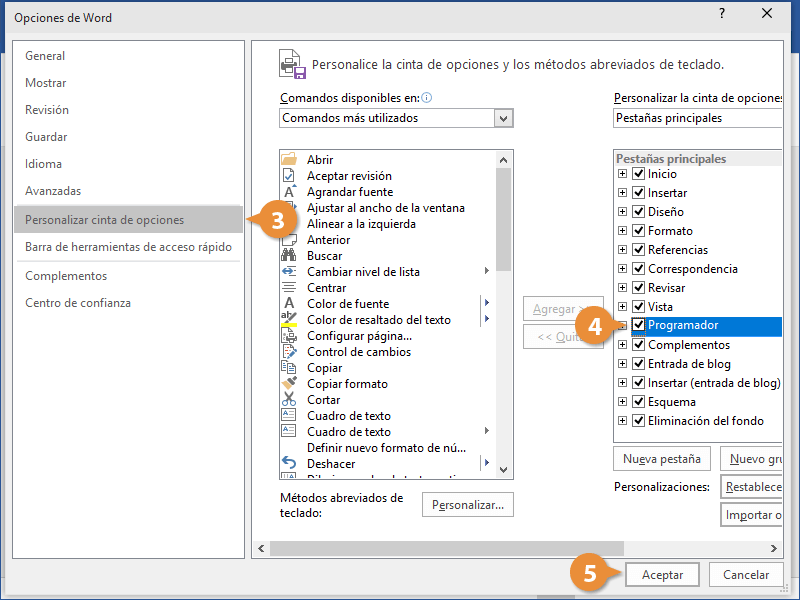 Opciones de Word
?
General
Mostrar
Revisión
Guardar
Idioma
Avanzadas
Personalizar cinta de opciones
Barra de herramientas de acceso rápido
Complementos
Centro de confianza
3
Personalice la cinta de opciones y los métodos abreviados de teclado.
Comandos disponibles en:
Comandos más utilizados
Abrir
Aceptar revisión
Agrandar fuente
Ajustar al ancho de la ventana
Alinear a la izquierda
Anterior
Buscar
Cambiar nivel de lista
Centrar
Color de fuente
Color de resaltado del texto
Configurar página...
Control de cambios
Copiar
Copiar formato
Cortar
Cuadro de texto
Cuadro de texto
Definir nuevo formato de nú...
Deshacer
Métodos abreviados de
teclado:
Personalizar...
Agregar >
<< Quit
4
Personalizar la cinta de opcione
Pestañas principales
Pestañas principales
Inicio
Insertar
Diseño
Formato
Referencias
Correspondencia
Revisar
Vista
Programador
Complementos
Entrada de blog
Insertar (entrada de blog)
Esquema
Eliminación del fondo
Nueva pestaña
Nuevo gru
Personalizaciones:
Restablece
Importar o
5
Aceptar
Cancelar